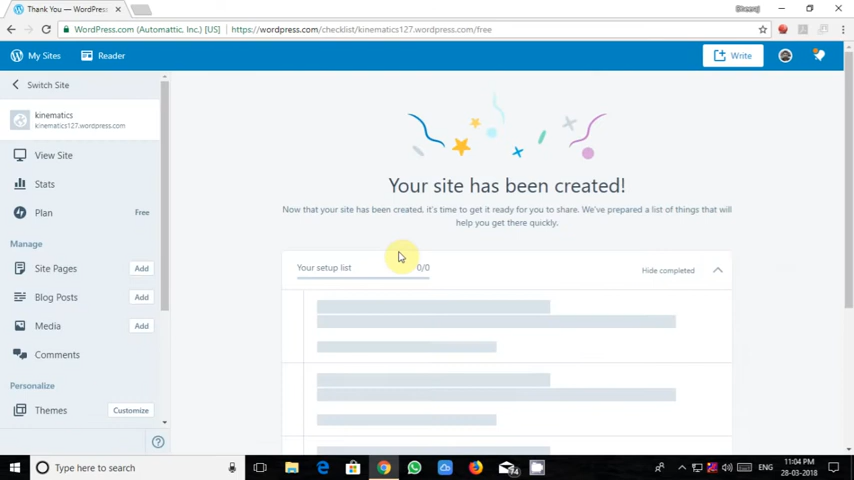 Thank You — WordPres
WordPress.com (Automattic, Inc.) [US]
https://wordpress.com/checklist/kinematics127.wordpress.com/free
My Sites
Reader
Write
Switch Site
kinematics
kinematics127.wordpress.com
View Site
Stats
Plan
Free
Manage
Site Pages
Add
Blog Posts
Add
Media
Add
Comments
Personalize
Themes
Customize
Your site has been created!
Now that your site has been created, it's time to get it ready for you to share. We've prepared a list of things that will
help you get there quickly.
Your setup list
0/0
Hide completed
Type here to search
74
ENG
11:04 PM
28-03-2018